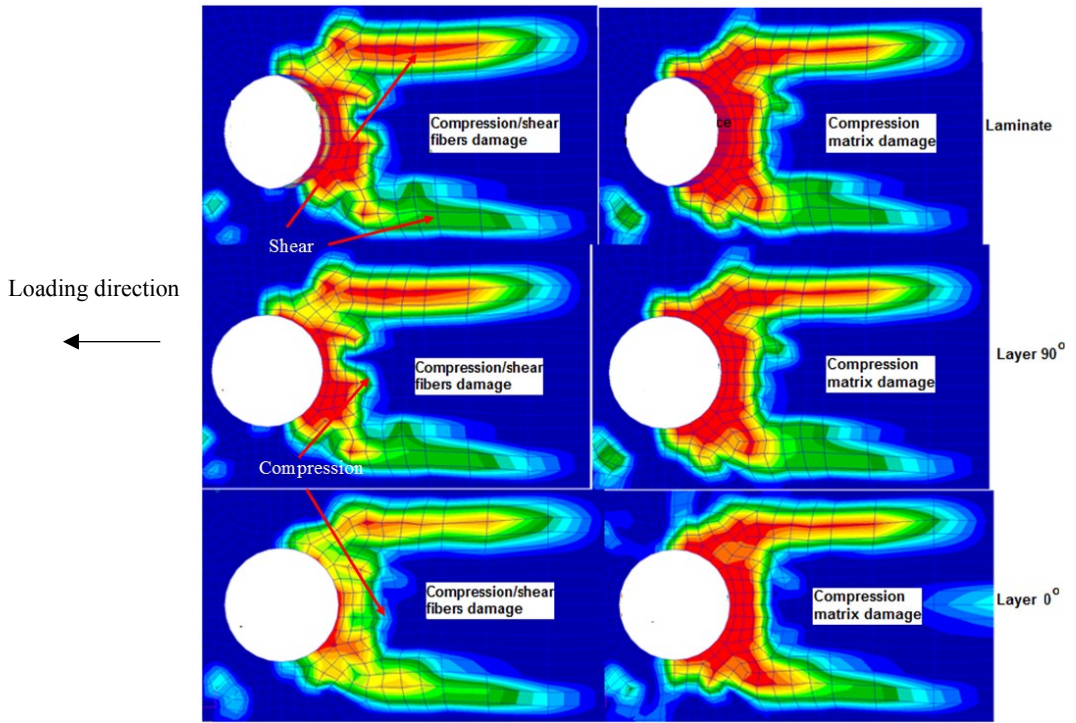 Compression/shear
fibers damage
Compression
matrix damage
Laminate
Shear
Loading direction
Compression/shear
fibers damage
Compression
matrix damage
Layer 90°
Compression
Compression/shear
fibers damage
Compression
matrix damage
Layer 0°